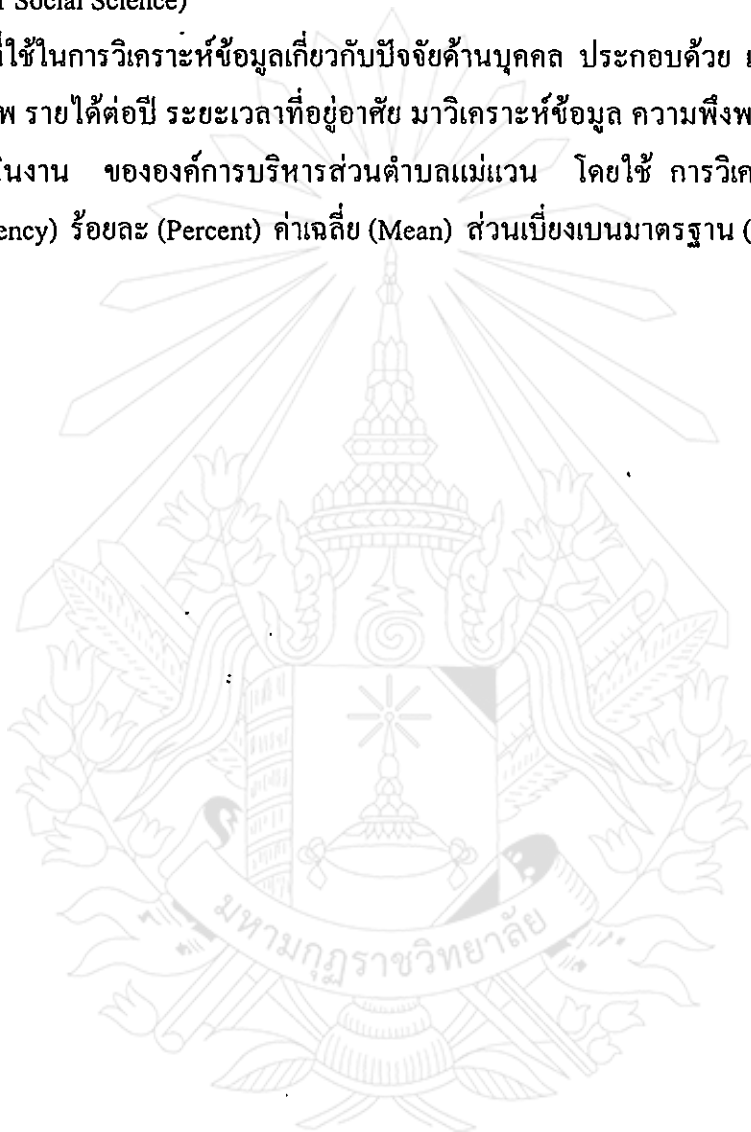 r Social Science)
ที่ใช้ในการวิเคราะห์ข้อมูลเกี่ยวกับปัจจัยด้านบุคคล ประกอบด้วย
พ รายได้ต่อปี ระยะเวลาที่อยู่อาศัย มาวิเคราะห์ข้อมูล ความพึงพ
นงาน ขององค์การบริหารส่วนตำบลแม่แวน โดยใช้ การวิเค
ency) ร้อยละ (Percent) ค่าเฉลี่ย (Mean) ส่วนเบี่ยงเบนมาตรฐาน (
มหามกุฏราชวิทยาลัย